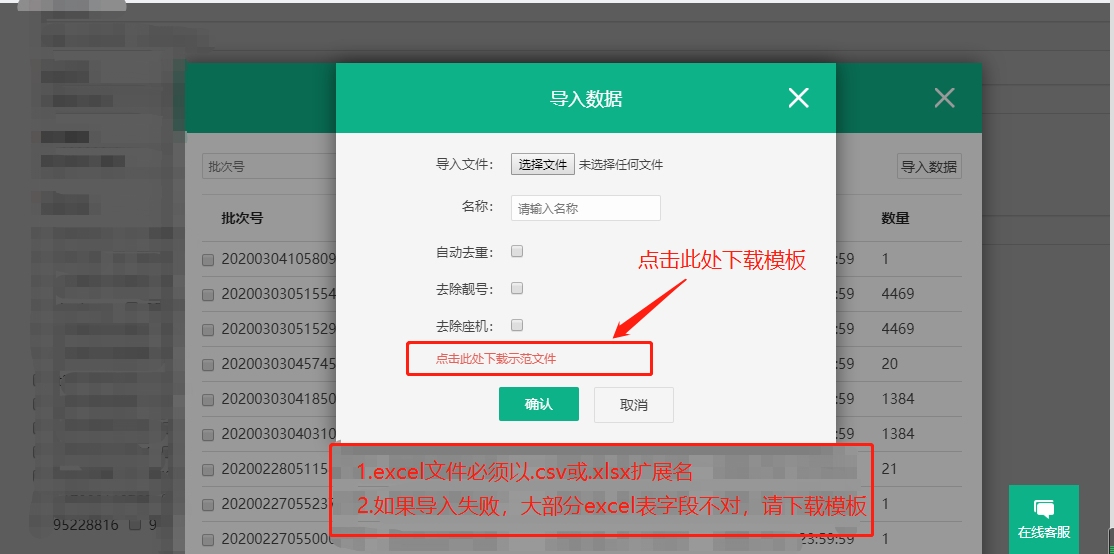 导入数据
批次号
导入数据
导入文件: 选择文件 未选择任何文件
名称: 请输入名称
批次号 数量
自动去重:
点击此处下载模板
20200304105809 :59 1
去除靓号:
20200303051554 :59 4469
去除座机:
20200303051529 :59 4469
点击此处下载示范文件
20200303045745 :59 20
确认 取消
20200303041850 :59 1384
20200303040310 :59 1384
1.excel文件必须以.csv或.xlsx扩展名
2020022805115 21
2.如果导入失败，大部分excel表字段不对，请下载模板
2020022705523 1
95228816 9
2020022705500 23:59:59 1
在线客服